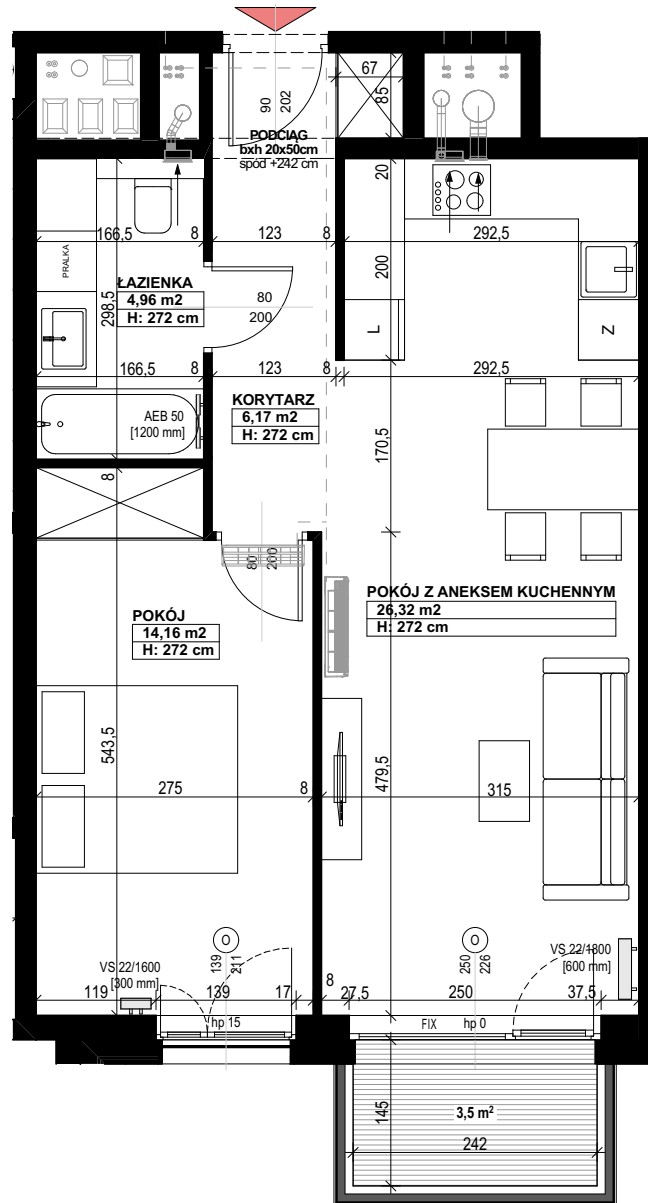 67
85
90
202
PODCIĄG
bxh 20x50cm
spód +242 cm
20
166,5
8
123
8
292,5
PRALKA
200
ŁAZIENKA
4,96 m2
H: 272 cm
298,5
80
200
L
Z
166,5
8
123
8
292,5
AEB 50
[1200 mm]
KORYTARZ
6,17 m2
H: 272 cm
170,5
8
80
200
POKÓJ
14,16 m2
H: 272 cm
POKÓJ Z ANEKSEM KUCHENNYM
26,32 m2
H: 272 cm
543,5
479,5
275
8
315
O
139
211
O
250
226
VS 22/1600
[300 mm]
VS 22/1800
[600 mm]
119
139
17
8
27,5
250
37,5
hp 15
FIX
hp 0
145
3,5 m²
242